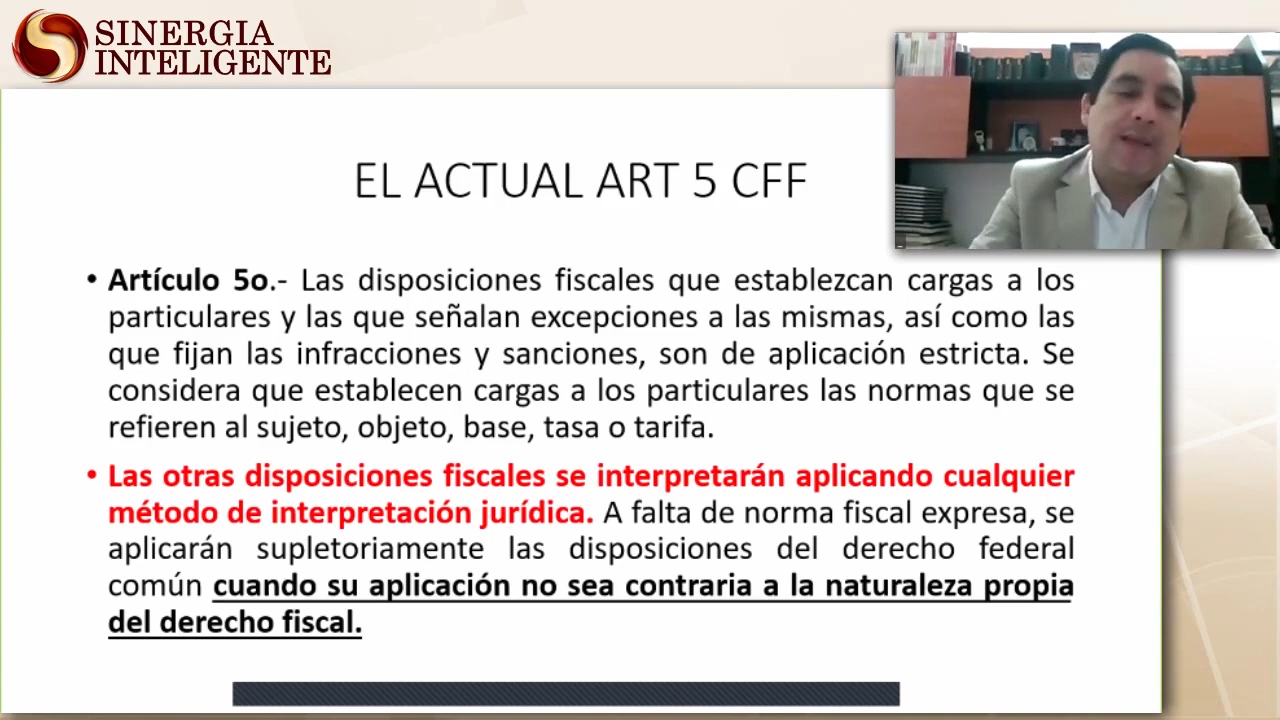 SINERGIA
INTELIGENTE
EL ACTUAL ART 5 CFF
• Artículo 5o.- Las disposiciones fiscales que establezcan cargas a los
particulares y las que señalan excepciones a las mismas, así como las
que fijan las infracciones y sanciones, son de aplicación estricta. Se
considera que establecen cargas a los particulares las normas que se
refieren al sujeto, objeto, base, tasa o tarifa.
• Las otras disposiciones fiscales se interpretarán aplicando cualquier
método de interpretación jurídica. A falta de norma fiscal expresa, se
aplicarán supletoriamente las disposiciones del derecho federal
común cuando su aplicación no sea contraria a la naturaleza propia
del derecho fiscal.